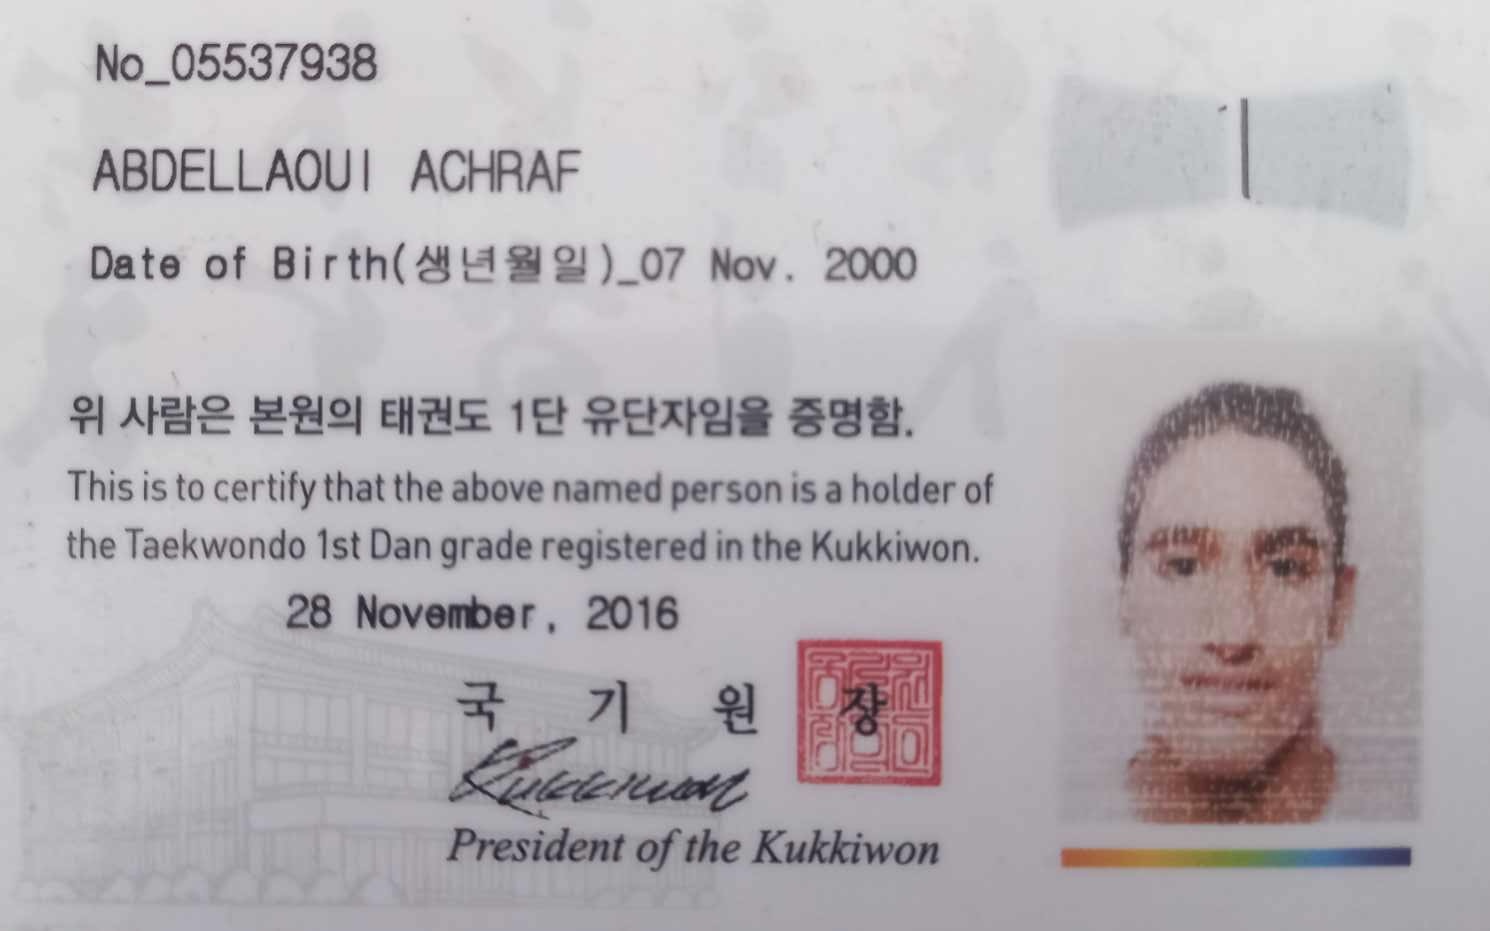 No_05537938
ABDELLAOUI ACHRAF
Date of Birth(생년월일)_07 Nov. 2000
위 사람은 본원의 태권도 1단 유단자임을 증명함.
This is to certify that the above named person is a holder of
the Taekwondo 1st Dan grade registered in the Kukkiwon.
28 November, 2016
국 기 원 장
Kukkiwon
President of the Kukkiwon